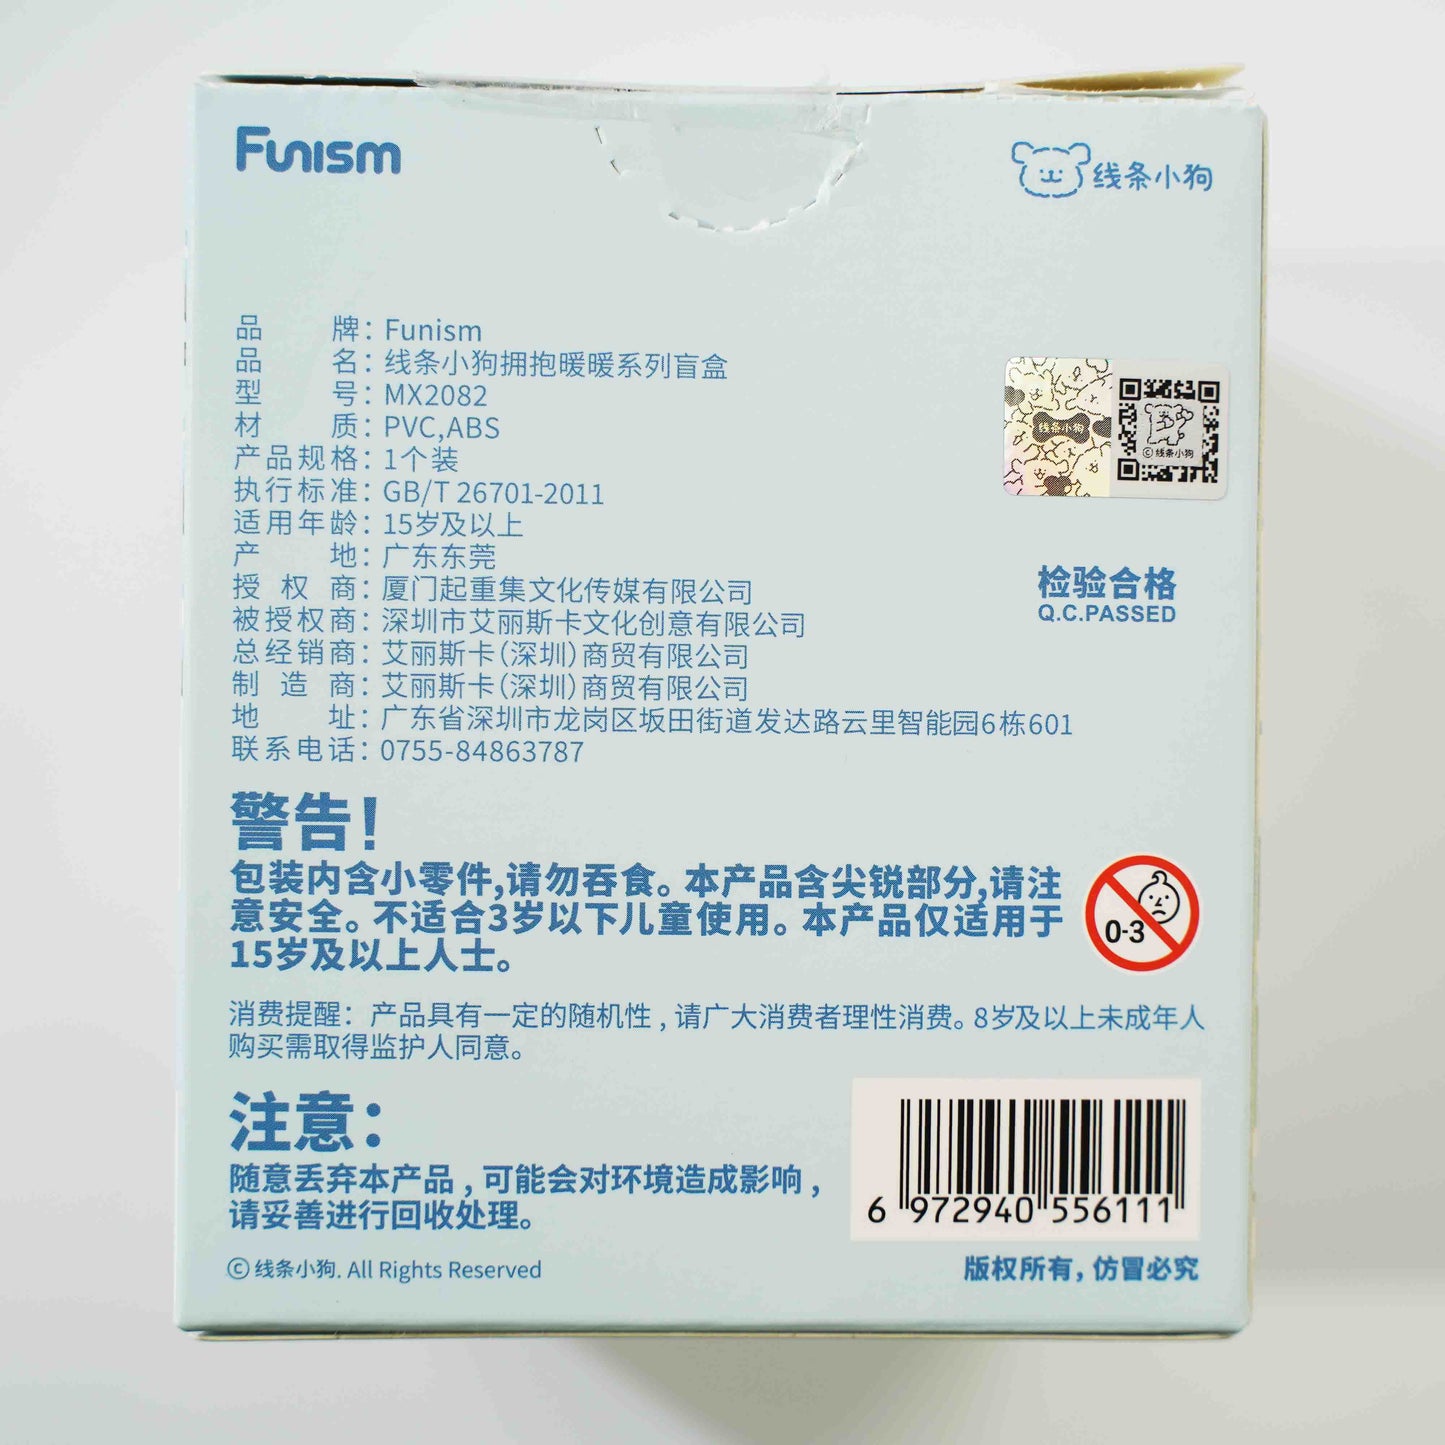 Funism
线条小狗
品牌：Funism
品名：线条小狗拥抱暖暖系列盲盒
型号：MX2082
材质：PVC,ABS
产品规格：1个装
执行标准：GB/T 26701-2011
适用年龄：15岁及以上
产地：广东东莞
授权商：厦门起重集文化传媒有限公司
被授权商：深圳市艾丽斯卡文化创意有限公司
总经销商：艾丽斯卡（深圳）商贸有限公司
制造商：艾丽斯卡（深圳）商贸有限公司
地址：广东省深圳市龙岗区坂田街道发达路云里智能园6栋601
联系电话：0755-84863787
线条小狗
©线条小狗
检验合格
Q.C.PASSED
警告！
包装内含小零件,请勿吞食。本产品含尖锐部分,请注
意安全。不适合3岁以下儿童使用。本产品仅适用于
15岁及以上人士。
0-3
消费提醒：产品具有一定的随机性，请广大消费者理性消费。8岁及以上未成年人
购买需取得监护人同意。
注意：
随意丢弃本产品，可能会对环境造成影响，
请妥善进行回收处理。
6 972940 556111
©线条小狗. All Rights Reserved
版权所有，仿冒必究